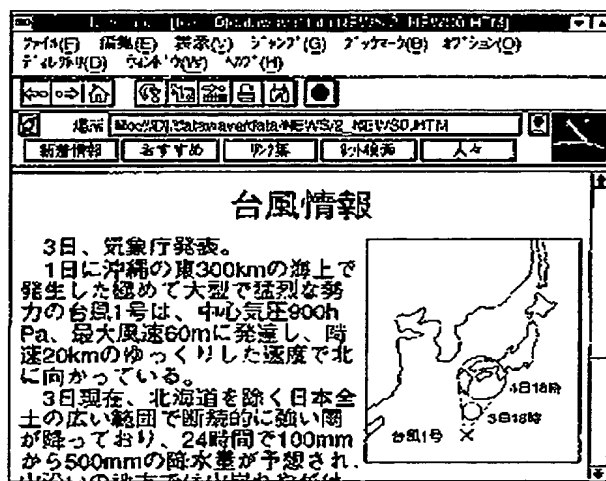 ファイル(F) 編集(E) 表示(V) ジャンプ(G) ブックマーク(B) オプション(O)
ディレクトリ(D) ウィンドウ(W) ヘルプ(H)
場所
新着情報 おすすめ リンク集 ネット検索 人々
台風情報
3日、気象庁発表。
1日に沖縄の東300kmの海上で
発生した極めて大型で猛烈な勢
力の台風1号は、中心気圧900h
Pa、最大風速60mに発達し、時
速20kmのゆっくりした速度で北
に向かっている。
3日現在、北海道を除く日本全
土の広い範囲で断続的に強い雨
が降っており、24時間で100mm
から500mmの降水量が予想され、
4日18時
3日18時
台風1号